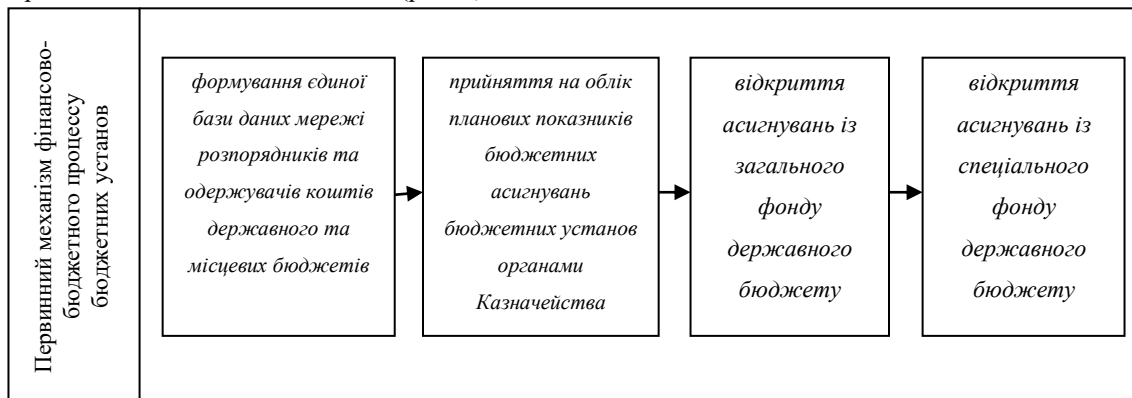 Первинний механізм фінансово-
бюджетного процессу
бюджетних установ
формування єдиної
бази даних мережі
розпорядників та
одержувачів коштів
державного та
місцевих бюджетів
прийняття на облік
планових показників
бюджетних
асигнувань
бюджетних установ
органами
Казначейства
відкриття
асигнувань із
загального
фонду
державного
бюджету
відкриття
асигнувань із
спеціального
фонду
державного
бюджету